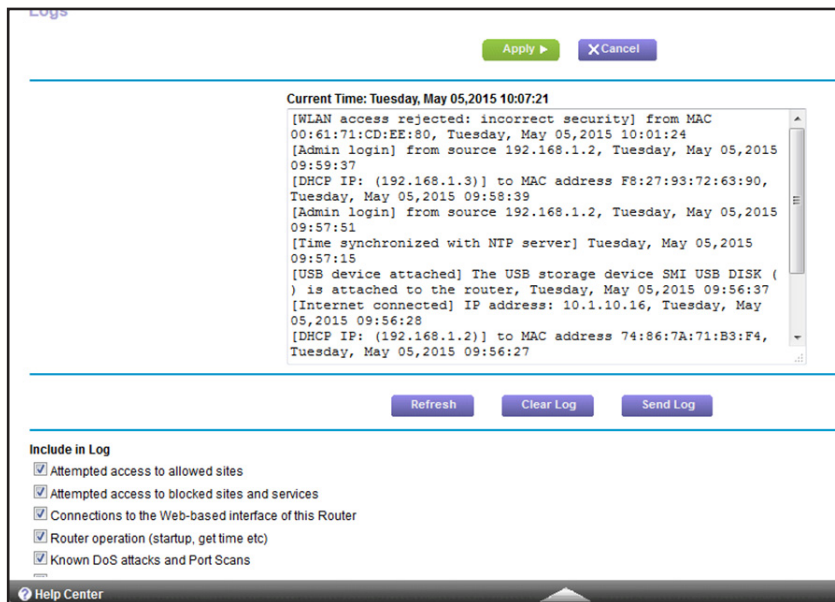 Logs
Apply
Cancel
Current Time: Tuesday, May 05,2015 10:07:21
[WLAN access rejected: incorrect security] from MAC
00:61:71:CD:EE:80, Tuesday, May 05,2015 10:01:24
[Admin login] from source 192.168.1.2, Tuesday, May 05,2015
09:59:37
[DHCP IP: (192.168.1.3)] to MAC address F8:27:93:72:63:90,
Tuesday, May 05,2015 09:58:39
[Admin login] from source 192.168.1.2, Tuesday, May 05,2015
09:57:51
[Time synchronized with NTP server] Tuesday, May 05,2015
09:57:15
[USB device attached] The USB storage device SMI USB DISK (
) is attached to the router, Tuesday, May 05,2015 09:56:37
[Internet connected] IP address: 10.1.10.16, Tuesday, May
05,2015 09:56:28
[DHCP IP: (192.168.1.2)] to MAC address 74:86:7A:71:B3:F4,
Tuesday, May 05,2015 09:56:27
Refresh
Clear Log
Send Log
Include in Log
Attempted access to allowed sites
Attempted access to blocked sites and services
Connections to the Web-based interface of this Router
Router operation (startup, get time etc)
Known DoS attacks and Port Scans
Help Center